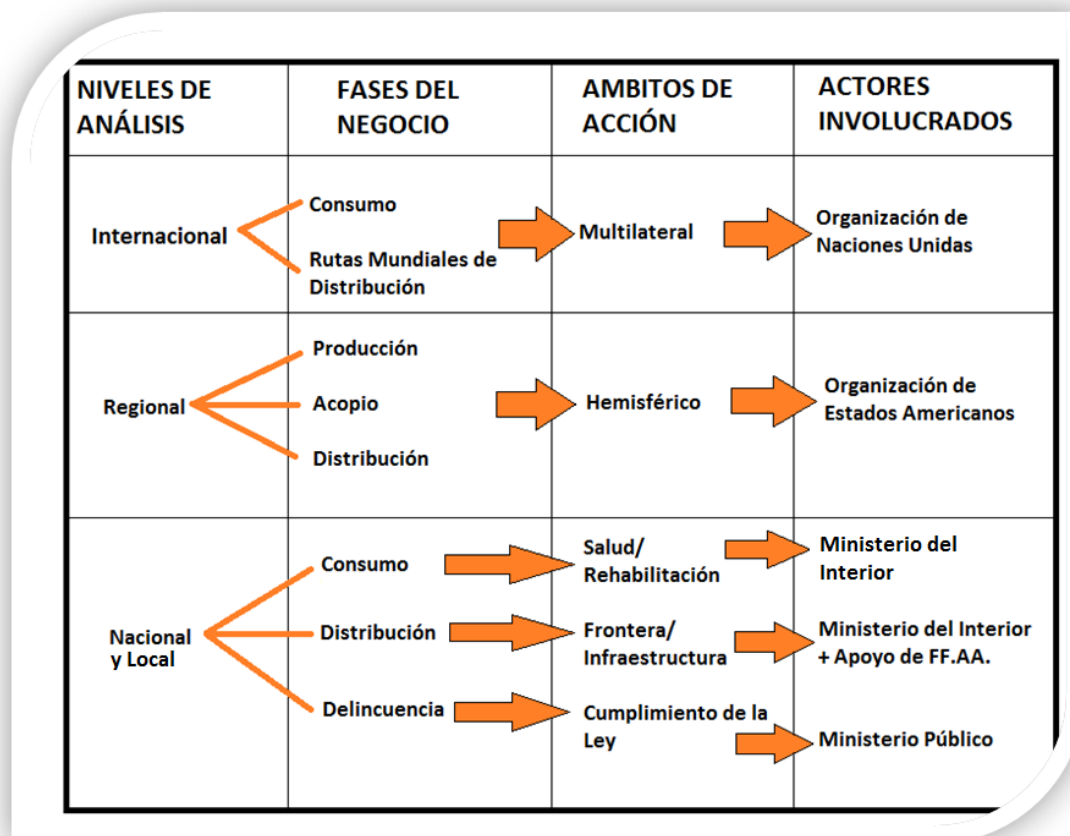 NIVELES DE
ANÁLISIS
FASES DEL
NEGOCIO
AMBITOS DE
ACCIÓN
ACTORES
INVOLUCRADOS
Internacional
Consumo
Rutas Mundiales de
Distribución
Multilateral
Organización de
Naciones Unidas
Regional
Producción
Acopio
Distribución
Hemisférico
Organización de
Estados Americanos
Nacional
y Local
Consumo
Salud/
Rehabilitación
Ministerio del
Interior
Distribución
Frontera/
Infraestructura
Ministerio del Interior
+ Apoyo de FF.AA.
Delincuencia
Cumplimiento de la
Ley
Ministerio Público